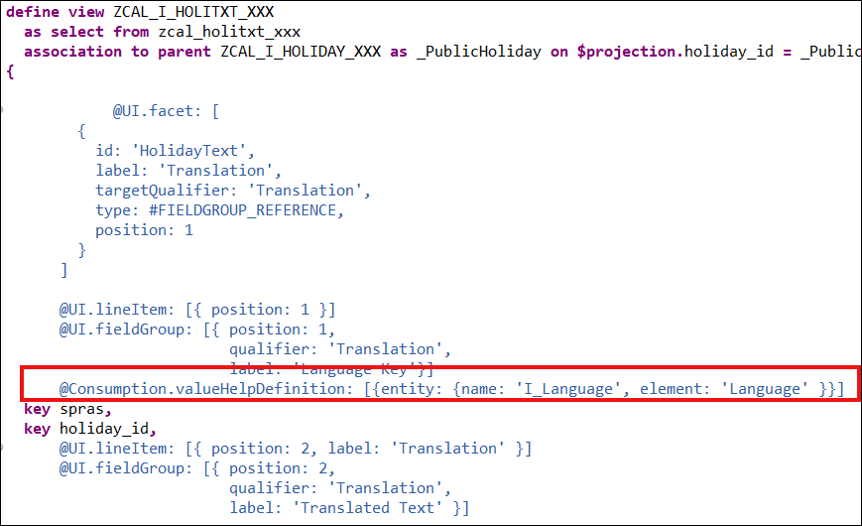 define view ZCAL_I_HOLITXT_XXX
as select from zcal_holitxt_xxx
association to parent ZCAL_I_HOLIDAY_XXX as _PublicHoliday on $projection.holiday_id = _Public
{
@UI.facet: [
{
id: 'HolidayText',
label: 'Translation',
targetQualifier: 'Translation',
type: #FIELDGROUP_REFERENCE,
position: 1
}
]
@UI.lineItem: [{ position: 1 }]
@UI.fieldGroup: [{ position: 1,
qualifier: 'Translation',
label: 'Language Key'}]
@Consumption.valueHelpDefinition: [{entity: {name: 'I_Language', element: 'Language' }}]
key spras,
key holiday_id,
@UI.lineItem: [{ position: 2, label: 'Translation' }]
@UI.fieldGroup: [{ position: 2,
qualifier: 'Translation',
label: 'Translated Text' }]